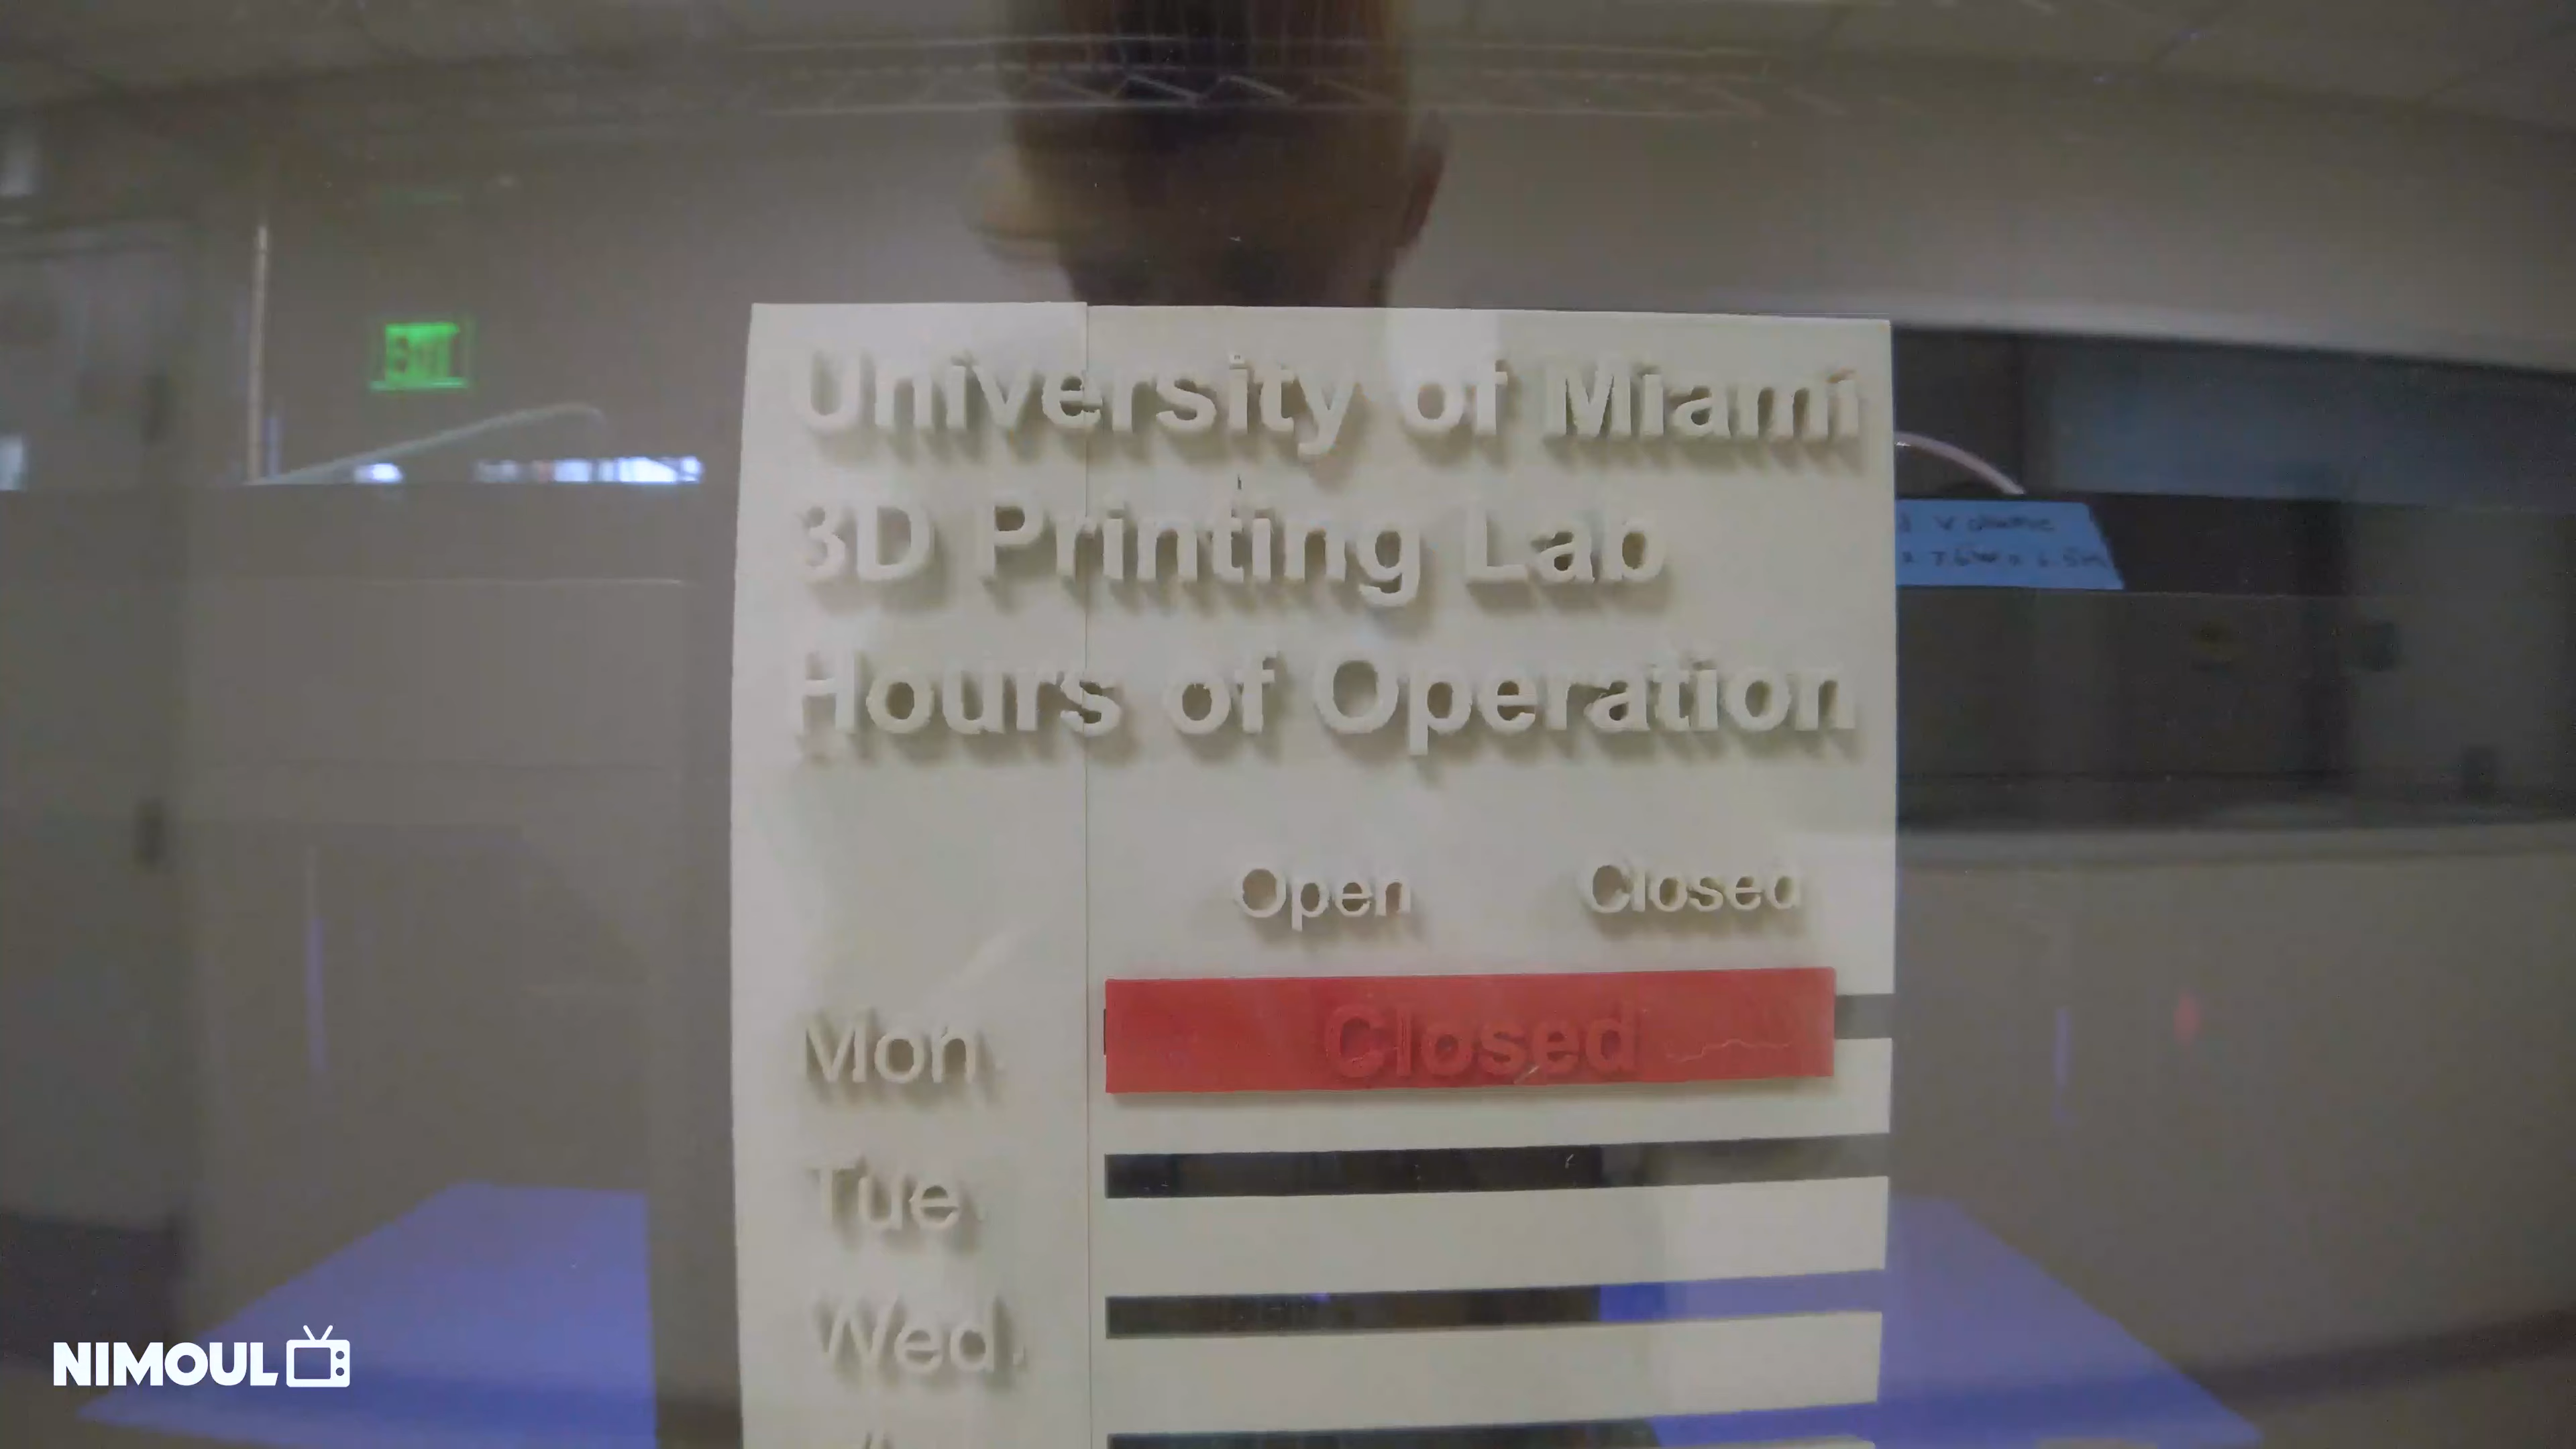 University of Miami
3D Printing Lab
Hours of Operation
Open Closed
Mon. Closed
Tue.
Wed.
NIMOUL